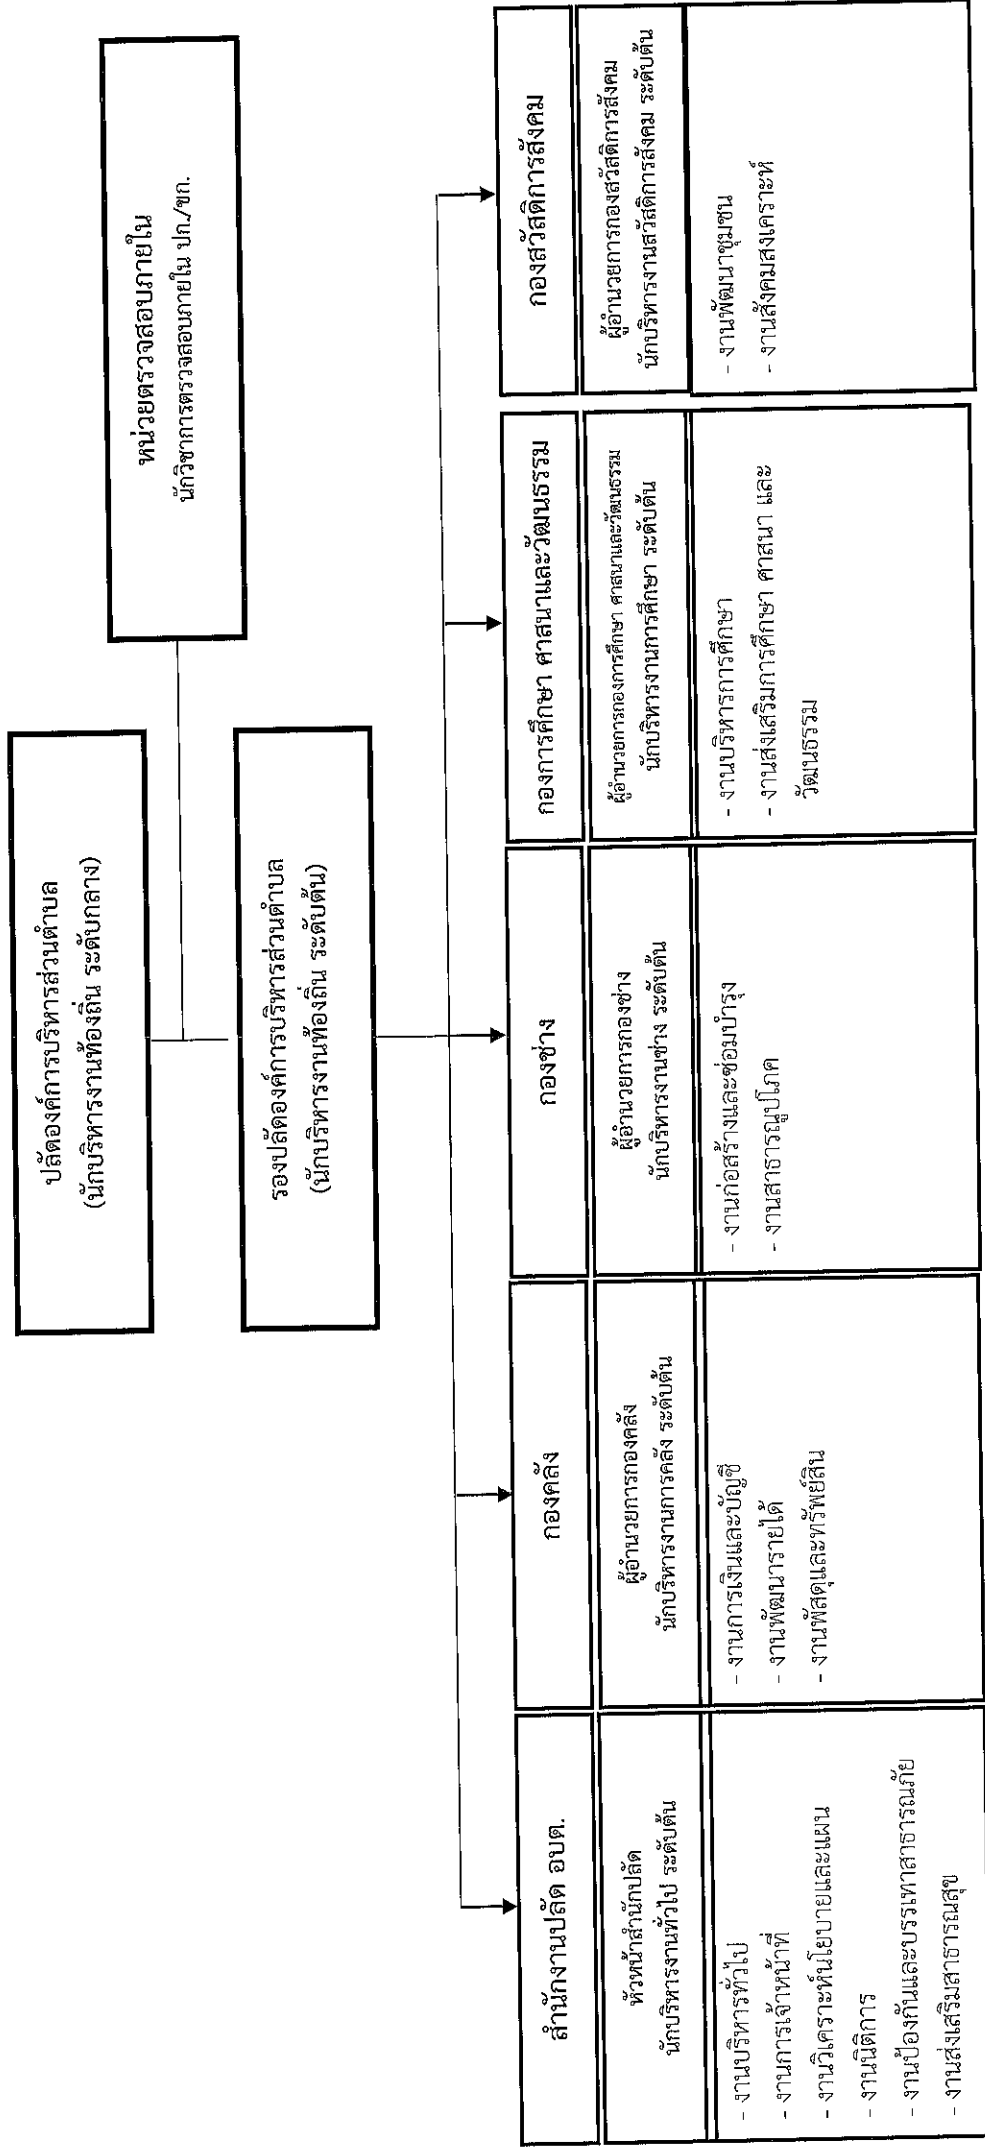 ปลัดองค์การบริหารส่วนตำบล
(นักบริหารงานท้องถิ่น ระดับกลาง)
หน่วยตรวจสอบภายใน
นักวิชาการตรวจสอบภายใน ปก./ชก.
รองปลัดองค์การบริหารส่วนตำบล
(นักบริหารงานท้องถิ่น ระดับต้น)
สำนักงานปลัด อบต.
หัวหน้าสำนักปลัด
นักบริหารงานทั่วไป ระดับต้น
- งานบริหารทั่วไป
- งานการเจ้าหน้าที่
- งานวิเคราะห์นโยบายและแผน
- งานนิติการ
- งานป้องกันและบรรเทาสาธารณภัย
- งานส่งเสริมสาธารณสุข
กองคลัง
ผู้อำนวยการกองคลัง
นักบริหารงานการคลัง ระดับต้น
- งานการเงินและบัญชี
- งานพัฒนารายได้
- งานพัสดุและทรัพย์สิน
กองช่าง
ผู้อำนวยการกองช่าง
นักบริหารงานช่าง ระดับต้น
- งานก่อสร้างและซ่อมบำรุง
- งานสาธารณูปโภค
กองการศึกษา ศาสนาและวัฒนธรรม
ผู้อำนวยการกองการศึกษา ศาสนาและวัฒนธรรม
นักบริหารงานการศึกษา ระดับต้น
- งานบริหารการศึกษา
- งานส่งเสริมการศึกษา ศาสนา และ
วัฒนธรรม
กองสวัสดิการสังคม
ผู้อำนวยการกองสวัสดิการสังคม
นักบริหารงานสวัสดิการสังคม ระดับต้น
- งานพัฒนาชุมชน
- งานสังคมสงเคราะห์